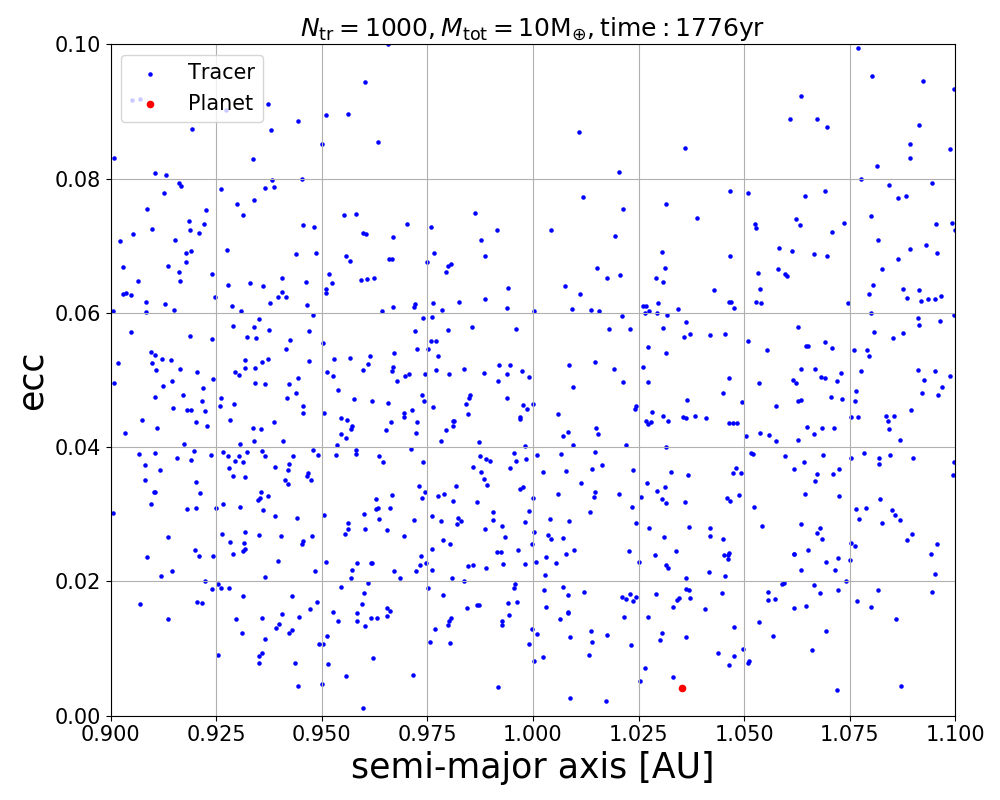 N_tr = 1000, M_tot = 10M_⊕, time : 1776yr
Tracer
Planet
ecc
0.10
0.08
0.06
0.04
0.02
0.00
0.900 0.925 0.950 0.975 1.000 1.025 1.050 1.075 1.100
semi-major axis [AU]